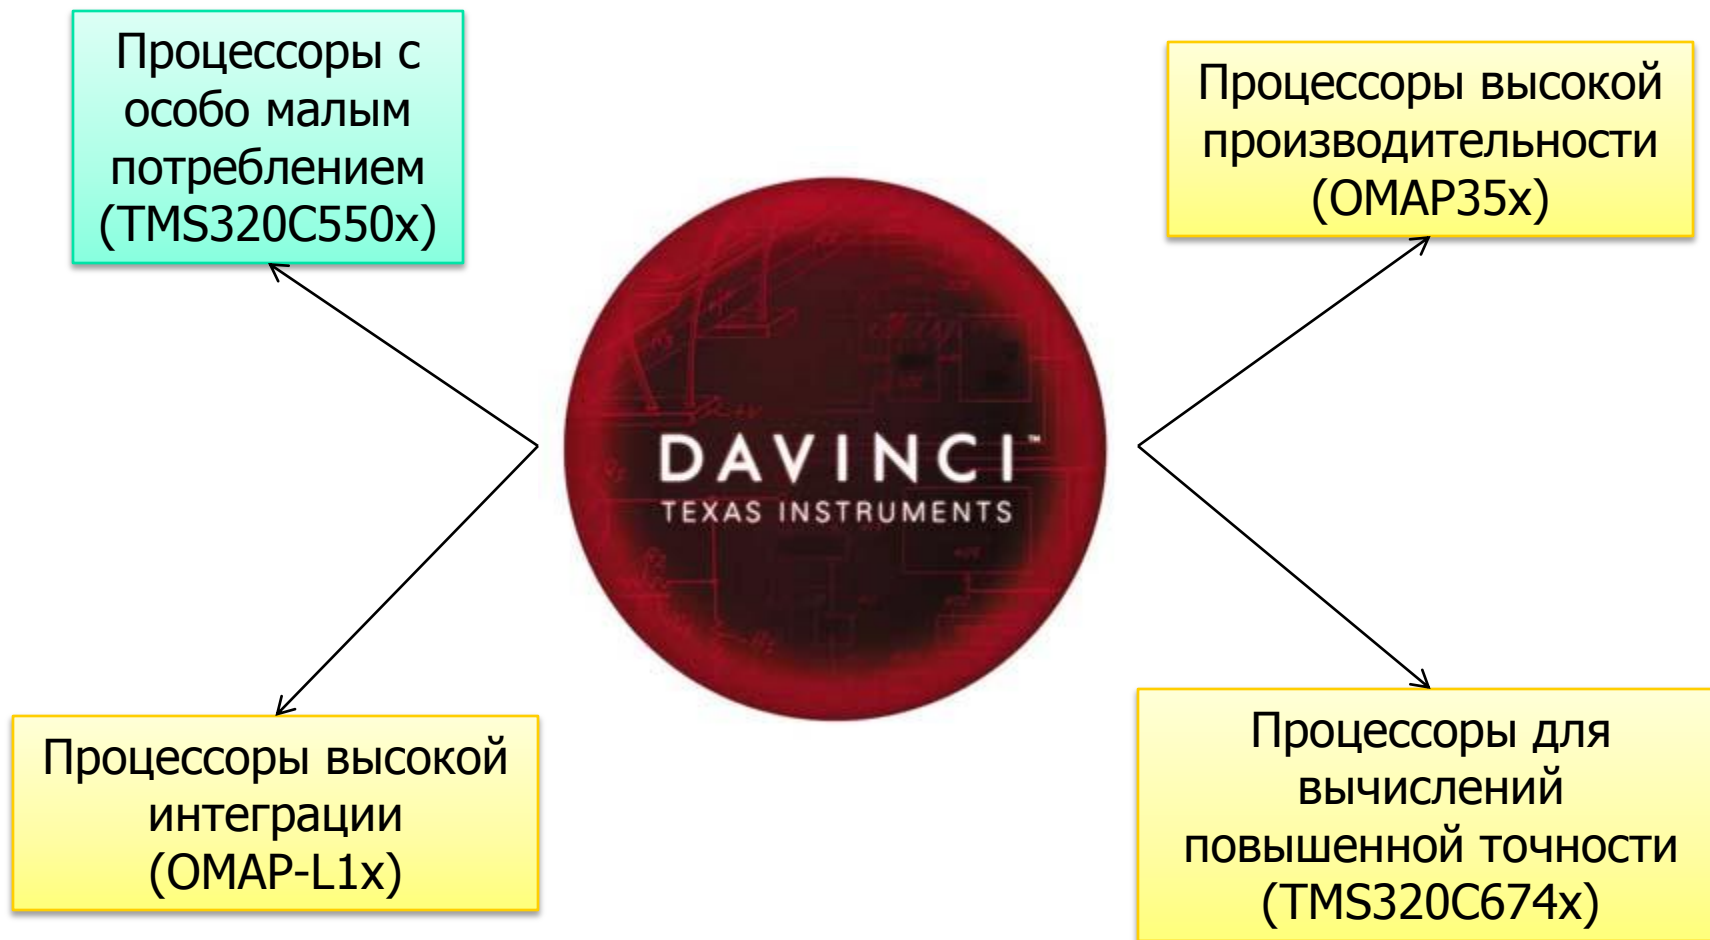 Процессоры с
особо малым
потреблением
(TMS320C550x)
Процессоры высокой
производительности
(OMAP35x)
DAVINCI™
TEXAS INSTRUMENTS
Процессоры высокой
интеграции
(OMAP-L1x)
Процессоры для
вычислений
повышенной точности
(TMS320C674x)